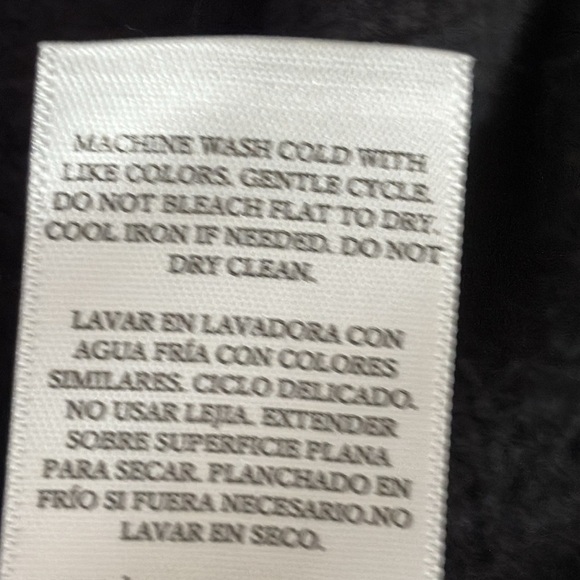 MACHINE WASH COLD WITH
LIKE COLORS. GENTLE CYCLE.
DO NOT BLEACH FLAT TO DRY.
COOL IRON IF NEEDED. DO NOT
DRY CLEAN.
LAVAR EN LAVADORA CON
AGUA FRÍA CON COLORES
SIMILARES. CICLO DELICADO.
NO USAR LEJIA. EXTENDER
SOBRE SUPERFICIE PLANA
PARA SECAR. PLANCHADO EN
FRÍO SI FUERA NECESARIO.NO
LAVAR EN SECO.